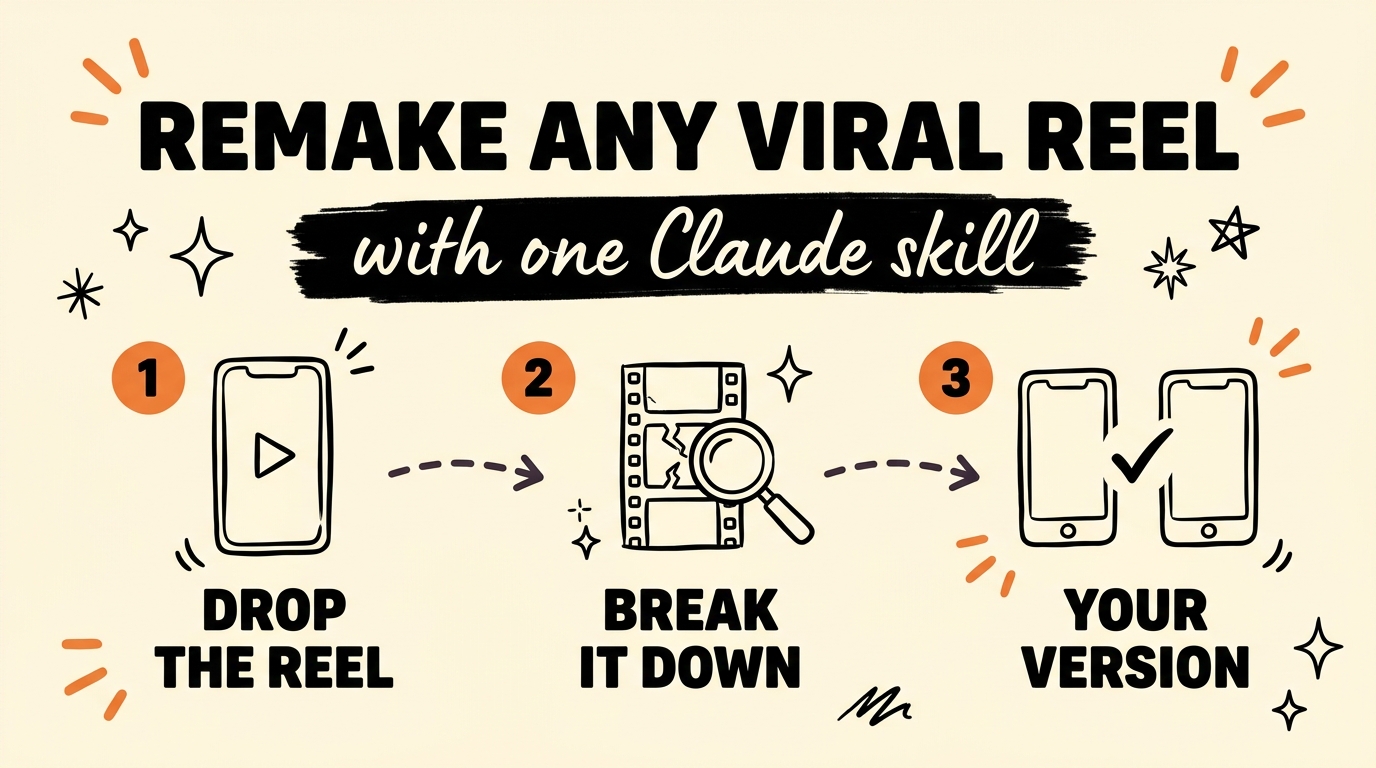 REMAKE ANY VIRAL REEL
with one Claude skill
1
DROP
THE REEL
2
BREAK
IT DOWN
3
YOUR
VERSION